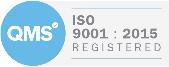 QMS
ISO
9001 : 2015
REGISTERED